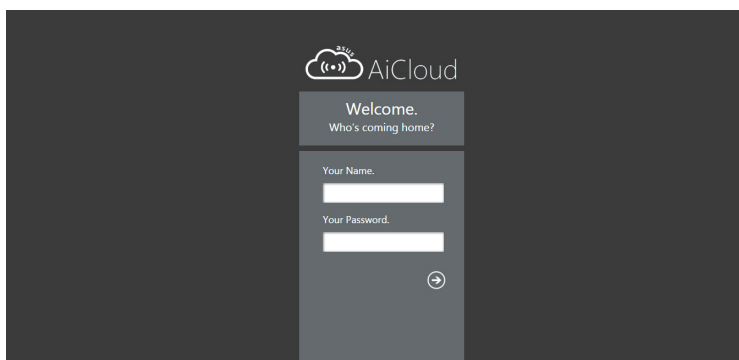 asus
AiCloud
Welcome.
Who's coming home?
Your Name.
Your Password.